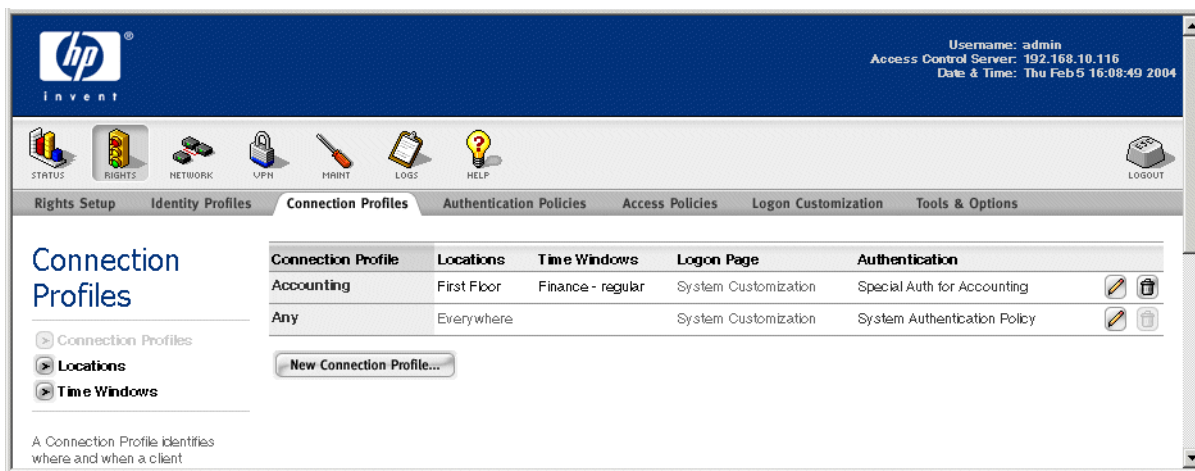 hp ®
invent
Username: admin
Access Control Server: 192.168.10.116
Date & Time: Thu Feb 5 16:08:49 2004
STATUS RIGHTS NETWORK VPN MAINT LOGS HELP LOGOUT
Rights Setup Identity Profiles Connection Profiles Authentication Policies Access Policies Logon Customization Tools & Options
Connection
Profiles
Connection Profiles
Locations
Time Windows
A Connection Profile identifies
where and when a client
Connection Profile Locations Time Windows Logon Page Authentication
Accounting First Floor Finance - regular System Customization Special Auth for Accounting
Any Everywhere System Customization System Authentication Policy
New Connection Profile...